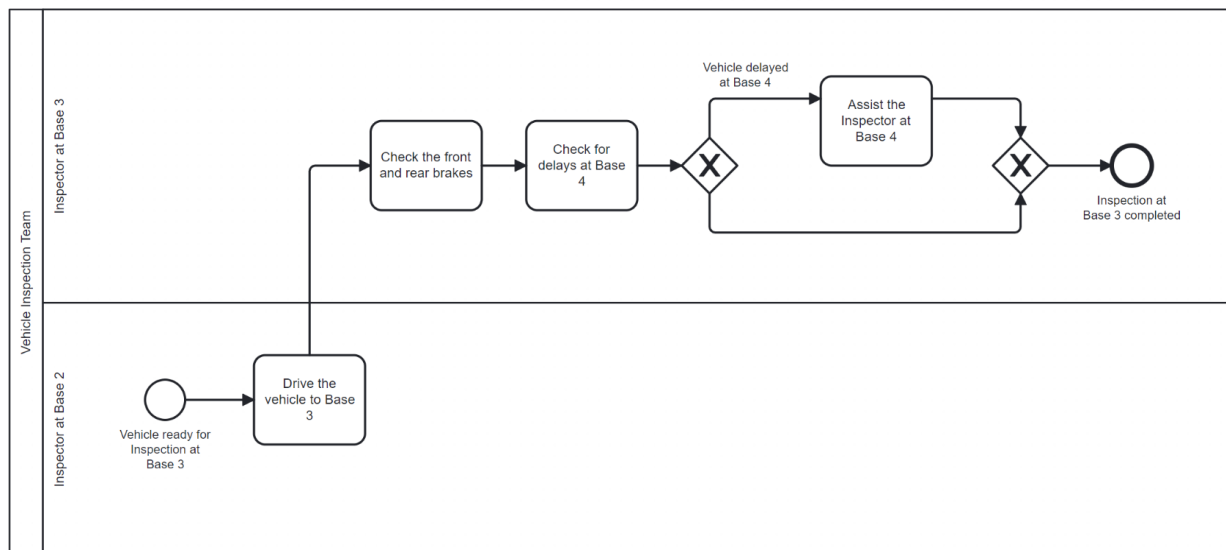 Vehicle Inspection Team
Inspector at Base 3
Vehicle delayed
at Base 4
Assist the
Inspector at
Base 4
Check the front
and rear brakes
Check for
delays at Base
4
X
X
Inspection at
Base 3 completed
Inspector at Base 2
Drive the
vehicle to Base
3
Vehicle ready for
Inspection at
Base 3